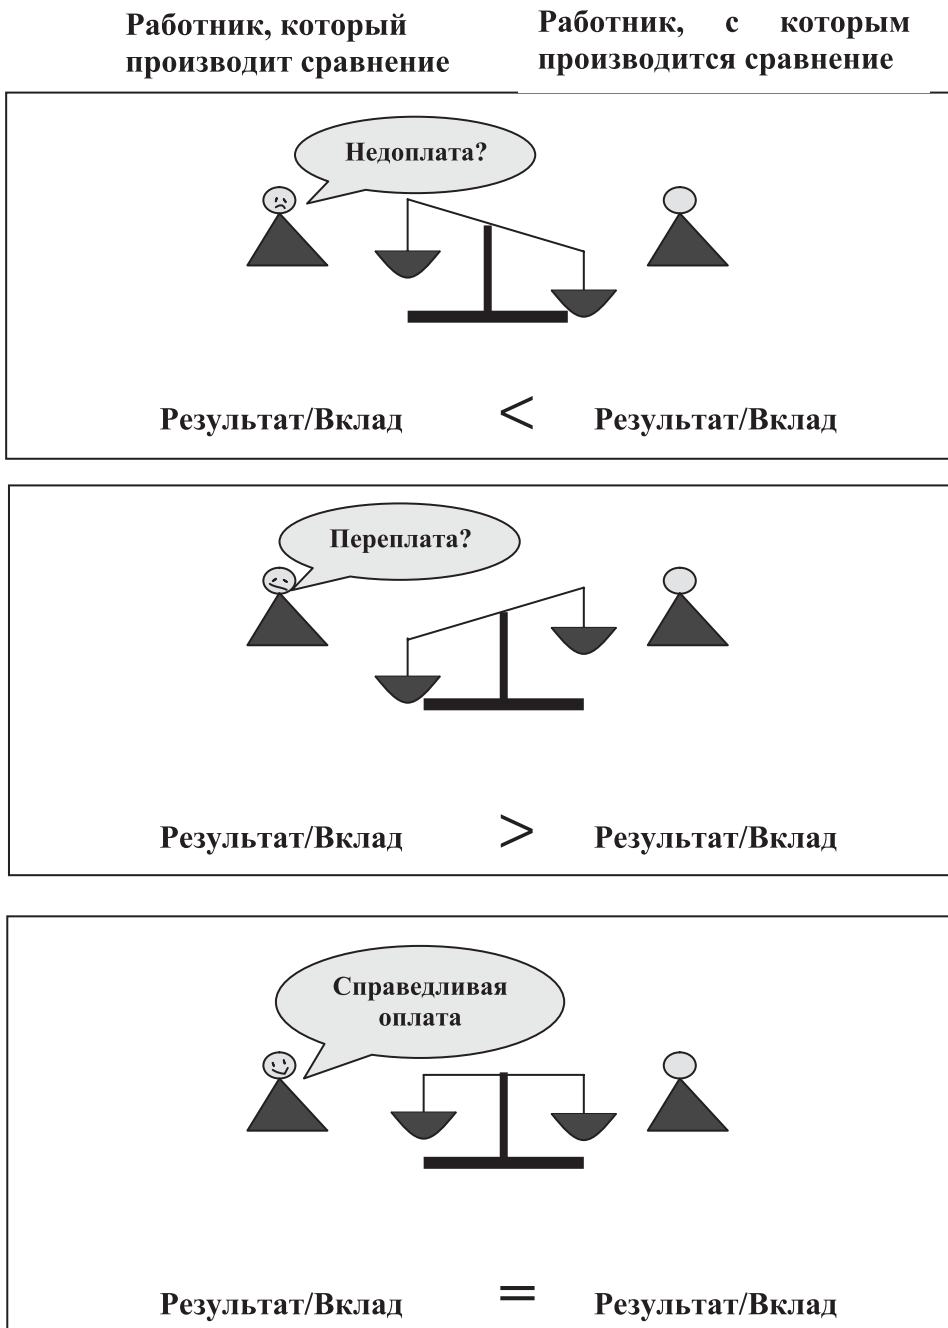 Работник, который
производит сравнение
Работник, с которым
производится сравнение
Недоплата?
Результат/Вклад < Результат/Вклад
Переплата?
Результат/Вклад > Результат/Вклад
Справедливая
оплата
Результат/Вклад = Результат/Вклад